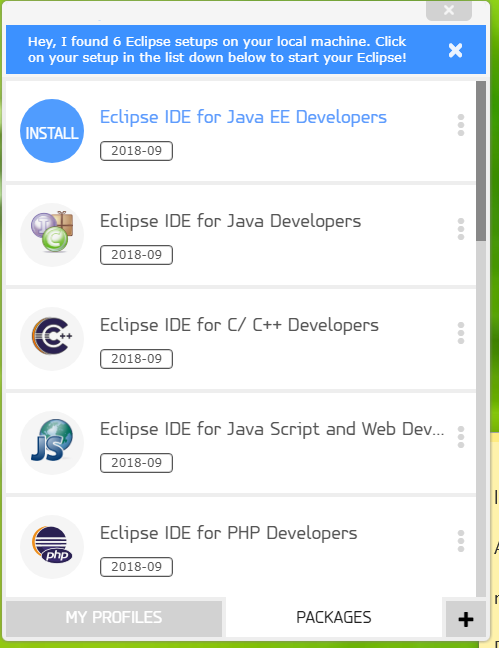 Hey, I found 6 Eclipse setups on your local machine. Click
on your setup in the list down below to start your Eclipse!
INSTALL
Eclipse IDE for Java EE Developers
2018-09
Eclipse IDE for Java Developers
2018-09
Eclipse IDE for C/ C++ Developers
2018-09
Eclipse IDE for Java Script and Web Dev...
2018-09
Eclipse IDE for PHP Developers
2018-09
MY PROFILES
PACKAGES
+